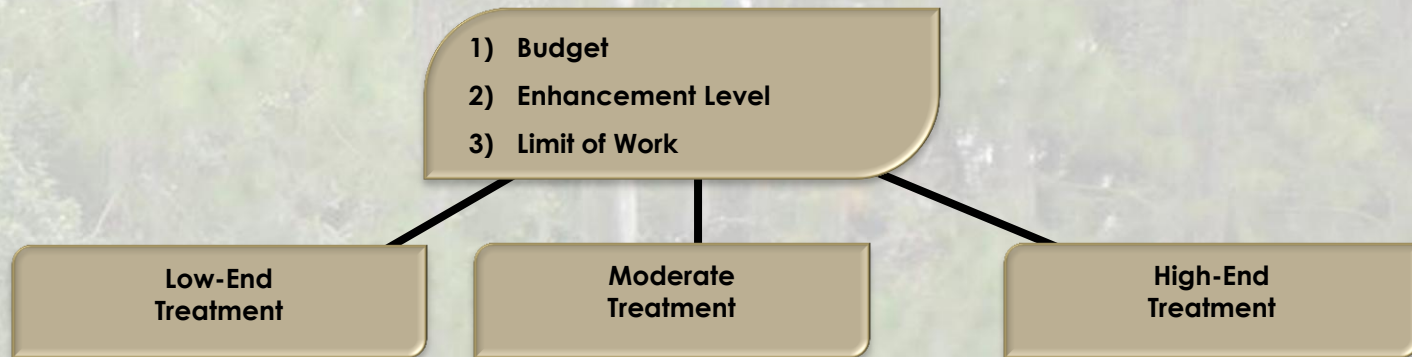 1) Budget
2) Enhancement Level
3) Limit of Work
Low-End
Treatment
Moderate
Treatment
High-End
Treatment